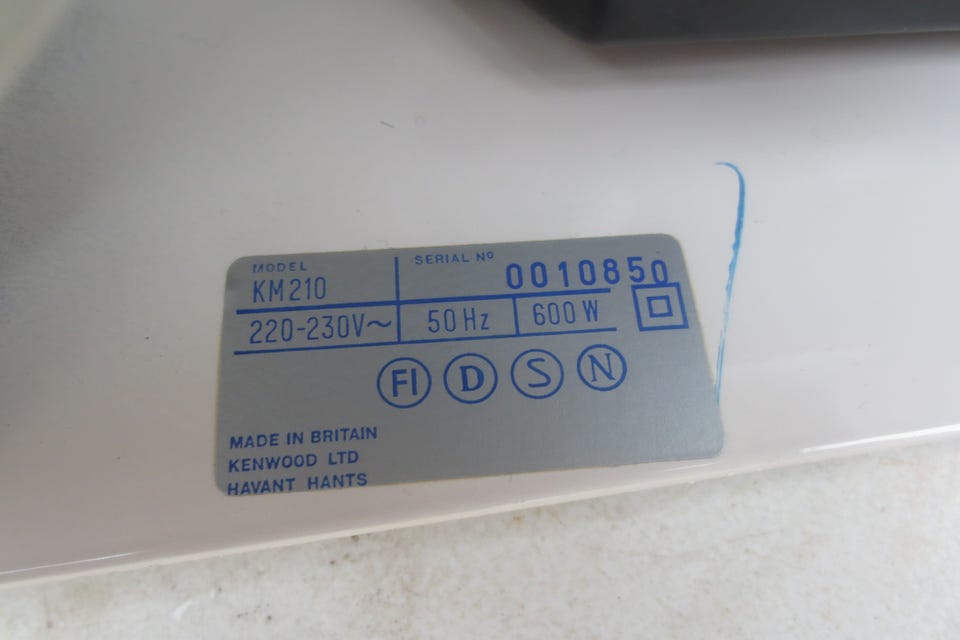 MODEL SERIAL Nº
KM210 0010850
220-230V~ 50 Hz 600 W
FI D S N
MADE IN BRITAIN
KENWOOD LTD
HAVANT HANTS